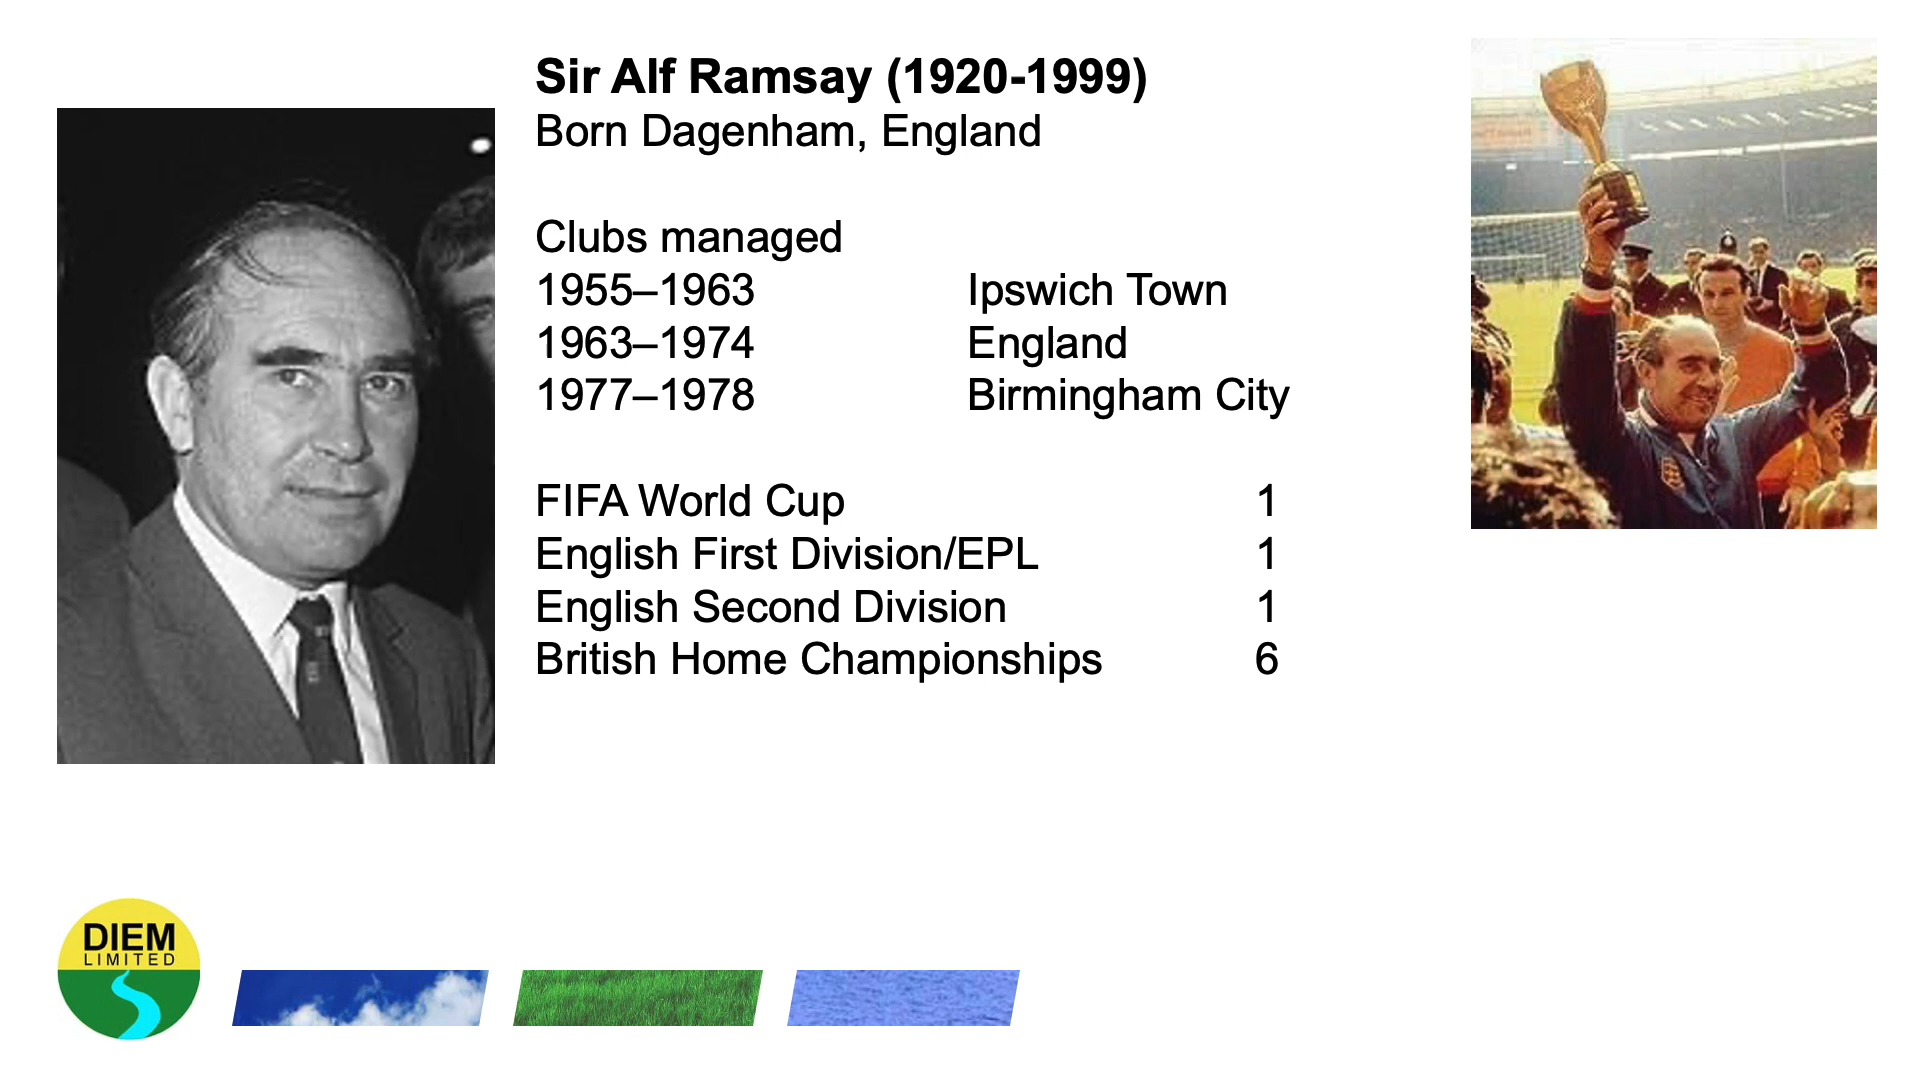 Sir Alf Ramsay (1920-1999)
Born Dagenham, England
Clubs managed
1955–1963 Ipswich Town
1963–1974 England
1977–1978 Birmingham City
FIFA World Cup 1
English First Division/EPL 1
English Second Division 1
British Home Championships 6
DIEM
LIMITED